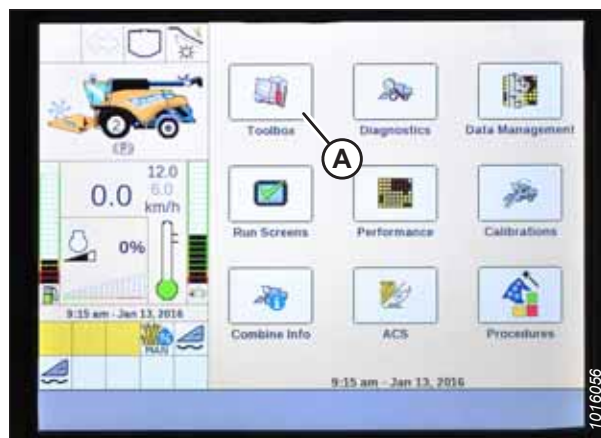 Toolbox
Diagnostics
Data Management
A
2
(P)
12.0
0.0
6.0
km/h
Run Screens
Performance
Calibrations
0%
9:15 am - Jan 13, 2016
MAN
Combine Info
ACS
Procedures
9:15 am - Jan 13, 2016
1016056